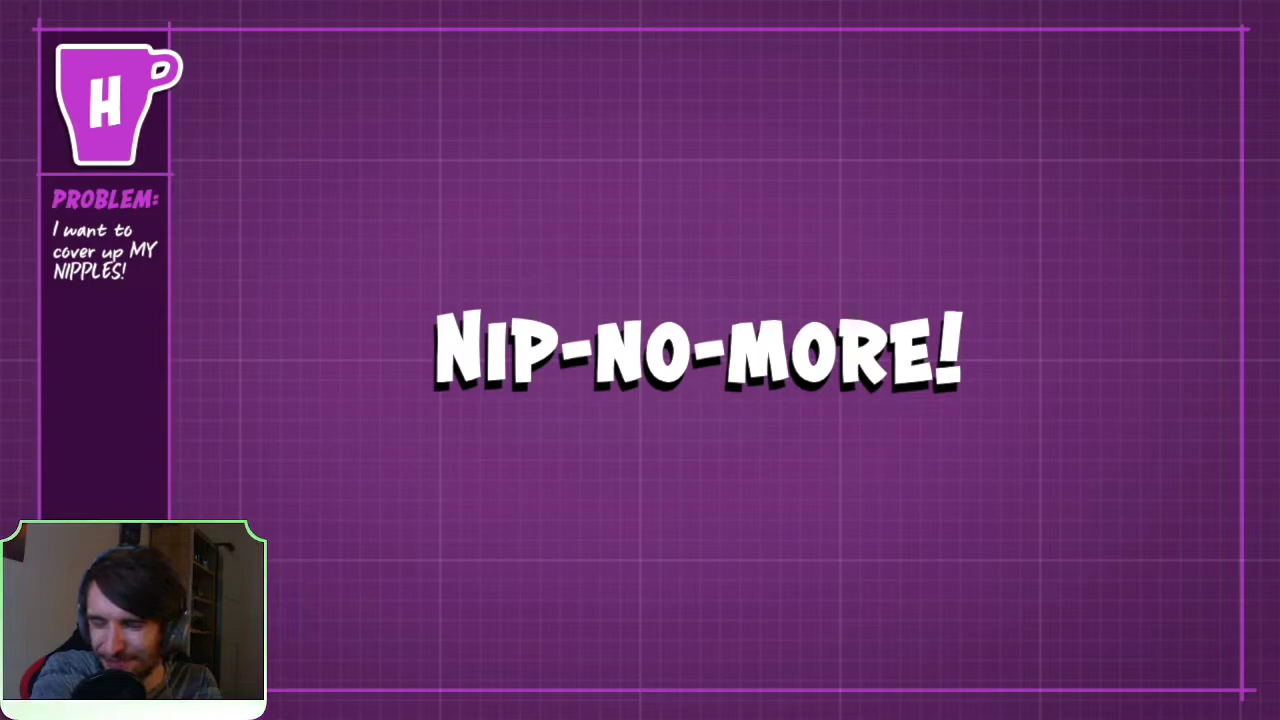 H
PROBLEM:
I want to
cover up MY
NIPPLES!
NIP-NO-MORE!